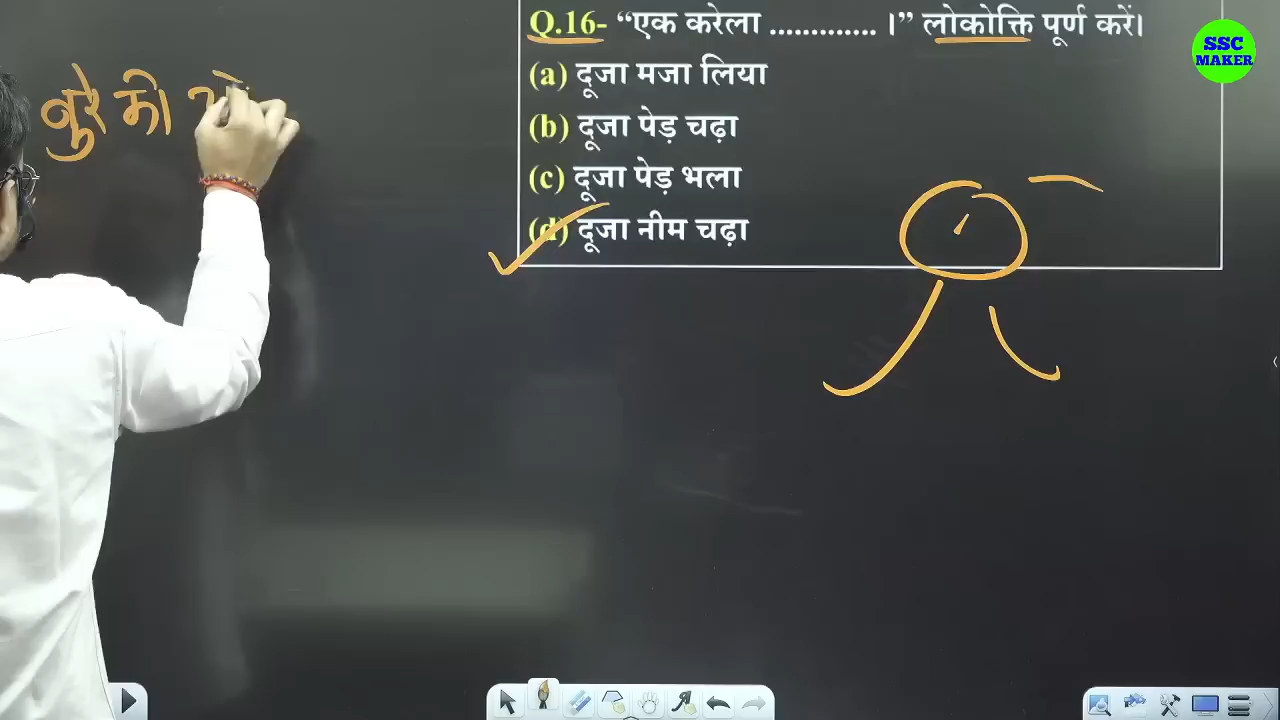 Q.16- “एक करेला ............. ।” लोकोक्ति पूर्ण करें।
(a) दूजा मजा लिया
(b) दूजा पेड़ चढ़ा
(c) दूजा पेड़ भला
(d) दूजा नीम चढ़ा
SSC
MAKER
बुरे को